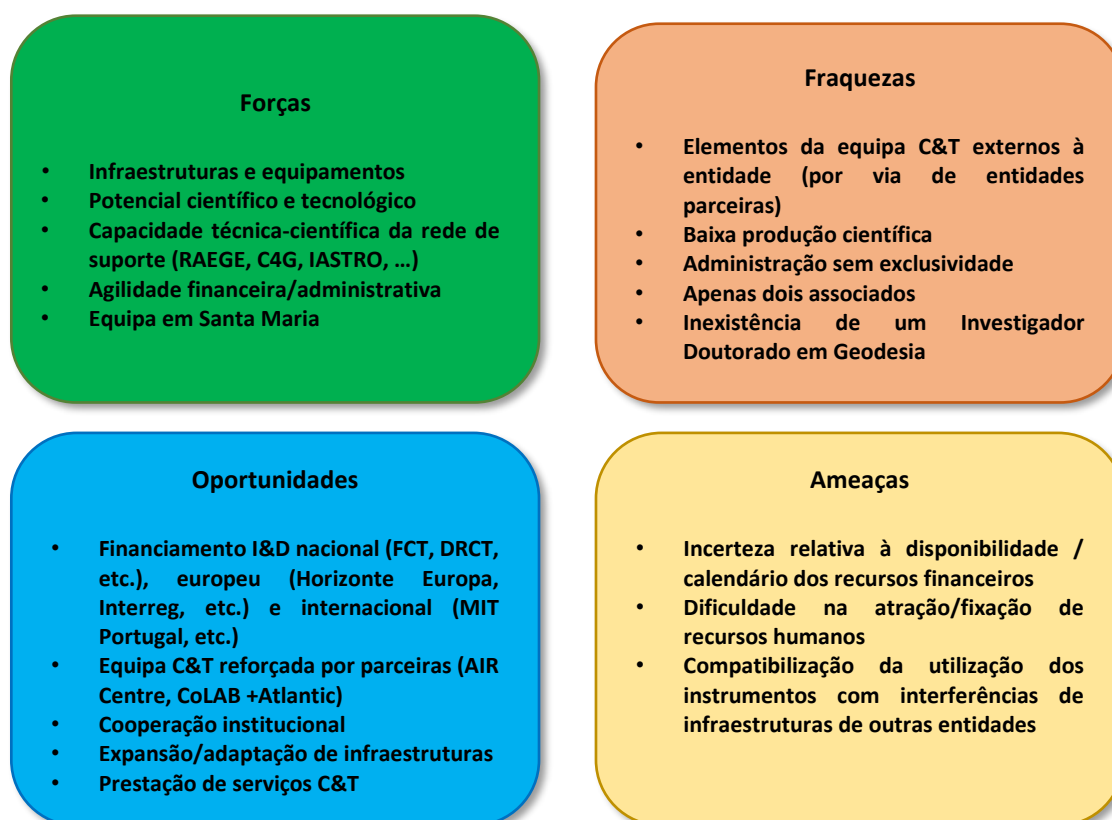 Forças
• Infraestruturas e equipamentos
• Potencial científico e tecnológico
• Capacidade técnica-científica da rede de
suporte (RAEGE, C4G, IASTRO, ...)
• Agilidade financeira/administrativa
• Equipa em Santa Maria
Fraquezas
• Elementos da equipa C&T externos à
entidade (por via de entidades
parceiras)
• Baixa produção científica
• Administração sem exclusividade
• Apenas dois associados
• Inexistência de um Investigador
Doutorado em Geodesia
Oportunidades
• Financiamento I&D nacional (FCT, DRCT,
etc.), europeu (Horizonte Europa,
Interreg, etc.) e internacional (MIT
Portugal, etc.)
• Equipa C&T reforçada por parceiras (AIR
Centre, CoLAB +Atlantic)
• Cooperação institucional
• Expansão/adaptação de infraestruturas
• Prestação de serviços C&T
Ameaças
• Incerteza relativa à disponibilidade /
calendário dos recursos financeiros
• Dificuldade na atração/fixação de
recursos humanos
• Compatibilização da utilização dos
instrumentos com interferências de
infraestruturas de outras entidades